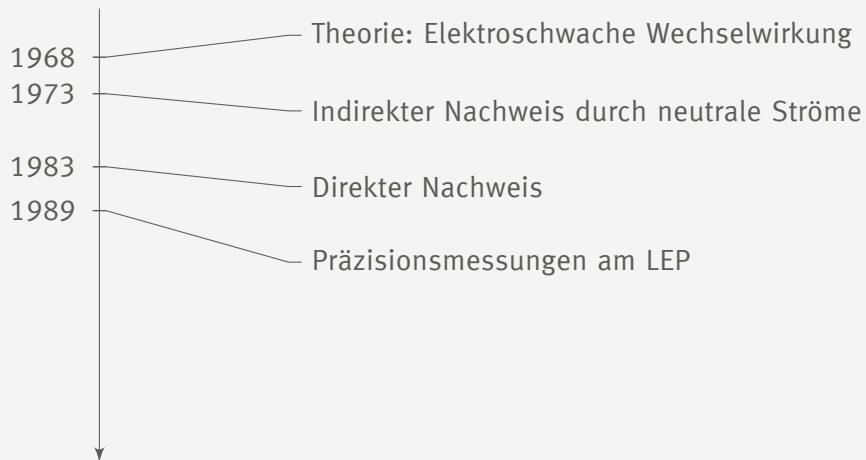 1968
Theorie: Elektroschwache Wechselwirkung
1973
Indirekter Nachweis durch neutrale Ströme
1983
Direkter Nachweis
1989
Präzisionsmessungen am LEP